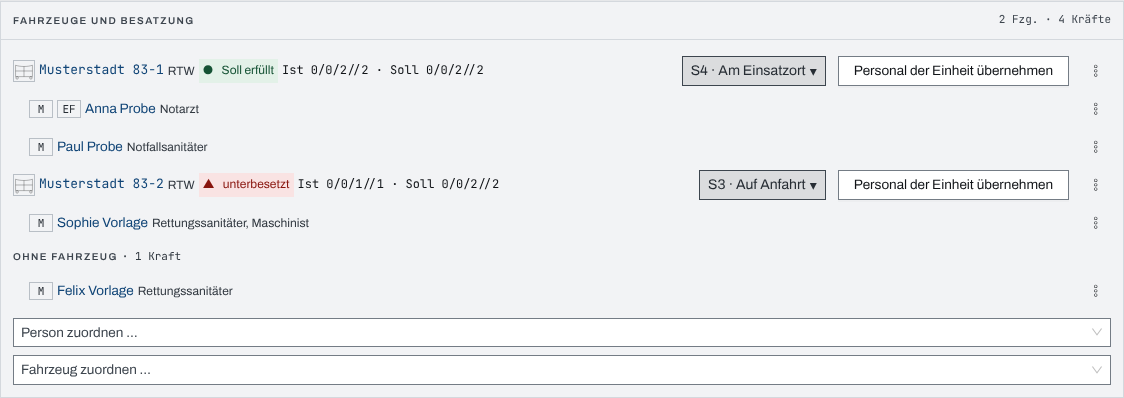 FAHRZEUGE UND BESATZUNG 2 Fzg. · 4 Kräfte
Musterstadt 83-1 RTW ● Soll erfüllt Ist 0/0/2//2 · Soll 0/0/2//2 S4 · Am Einsatzort ▾ Personal der Einheit übernehmen
M EF Anna Probe Notarzt
M Paul Probe Notfallsanitäter
Musterstadt 83-2 RTW ▲ unterbesetzt Ist 0/0/1//1 · Soll 0/0/2//2 S3 · Auf Anfahrt ▾ Personal der Einheit übernehmen
M Sophie Vorlage Rettungssanitäter, Maschinist
OHNE FAHRZEUG · 1 Kraft
M Felix Vorlage Rettungssanitäter
Person zuordnen ...
Fahrzeug zuordnen ...